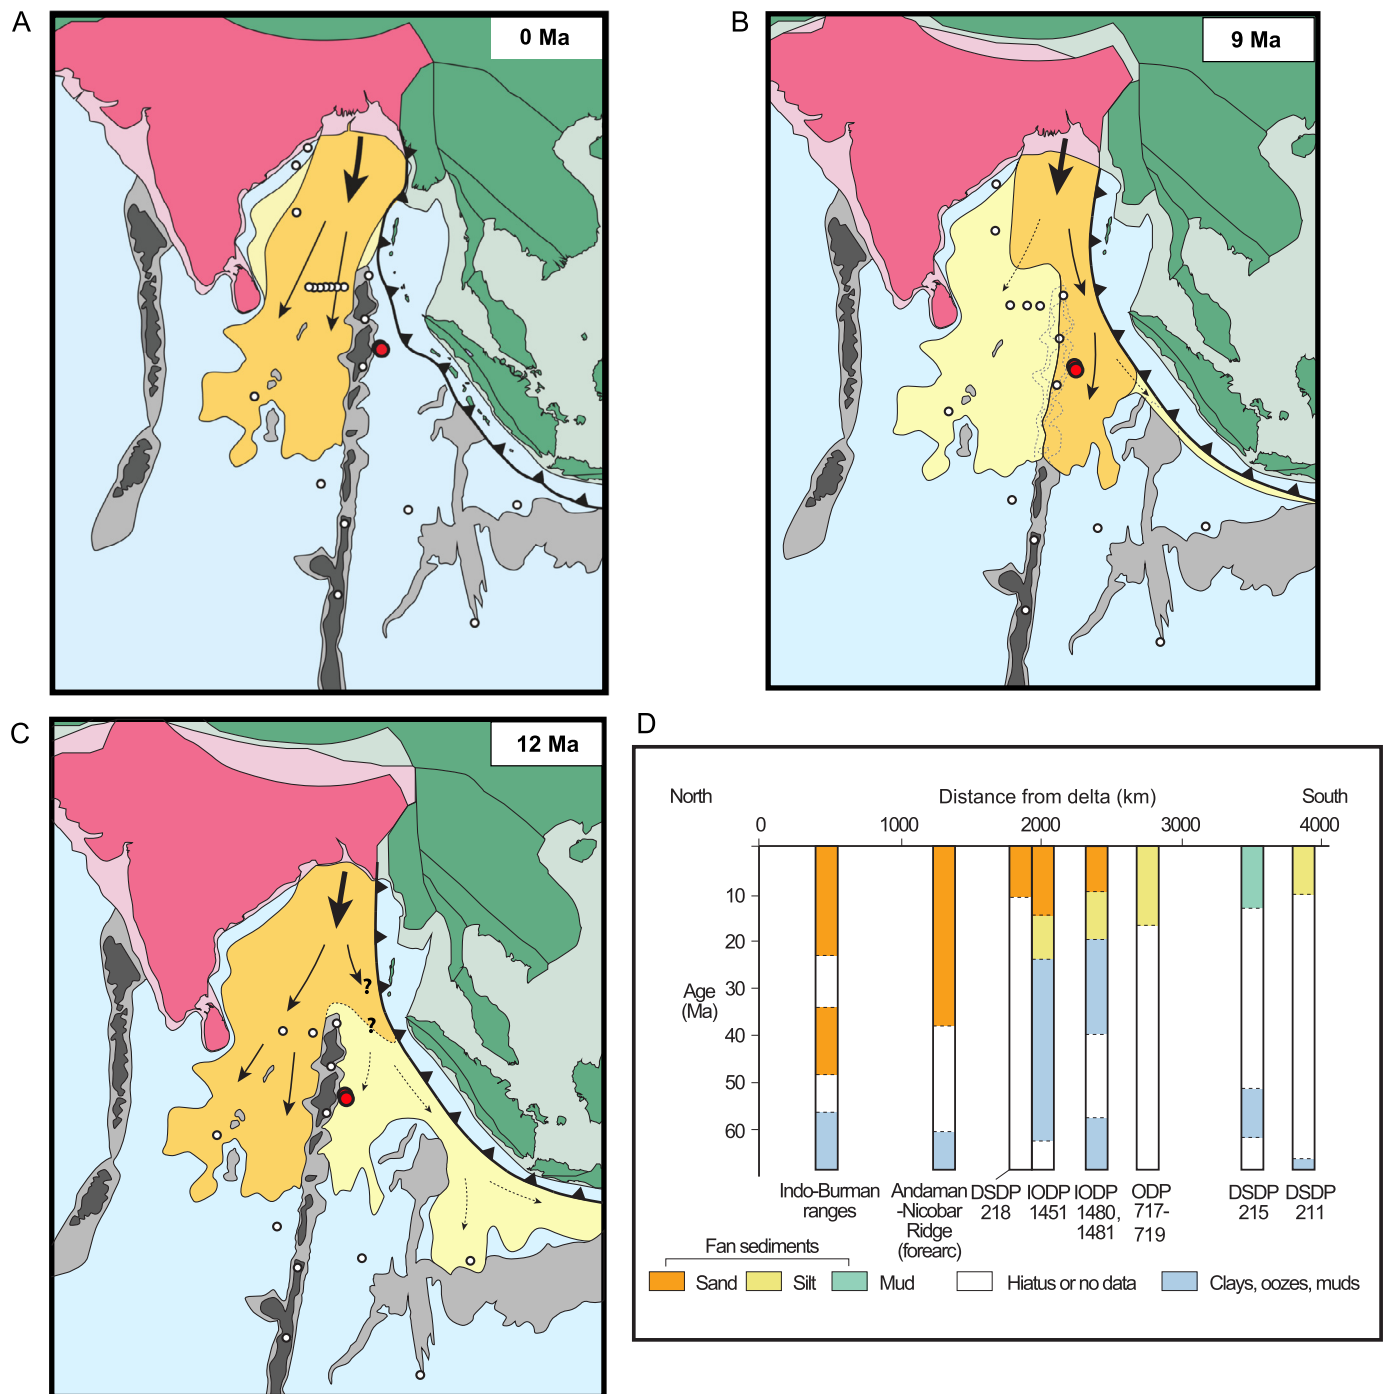 A
0 Ma
B
9 Ma
C
12 Ma
?
?
D
North
Distance from delta (km)
South
0
1000
2000
3000
4000
10
20
30
40
50
60
Age
(Ma)
Indo-Burman
ranges
Andaman
-Nicobar
Ridge
(forearc)
DSDP
218
IODP
1451
IODP
1480,
1481
ODP
717-
719
DSDP
215
DSDP
211
Fan sediments
Sand
Silt
Mud
Hiatus or no data
Clays, oozes, muds